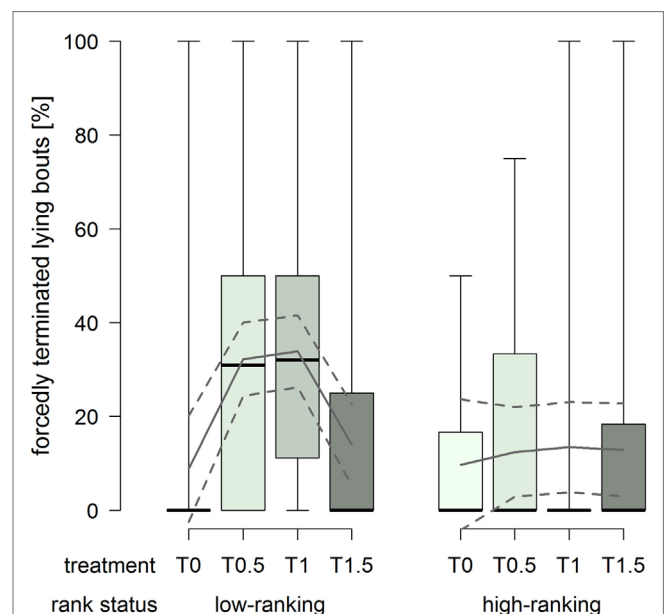 forcedly terminated lying bouts [%]
100
80
60
40
20
0
treatment T0 T0.5 T1 T1.5 T0 T0.5 T1 T1.5
rank status low-ranking high-ranking